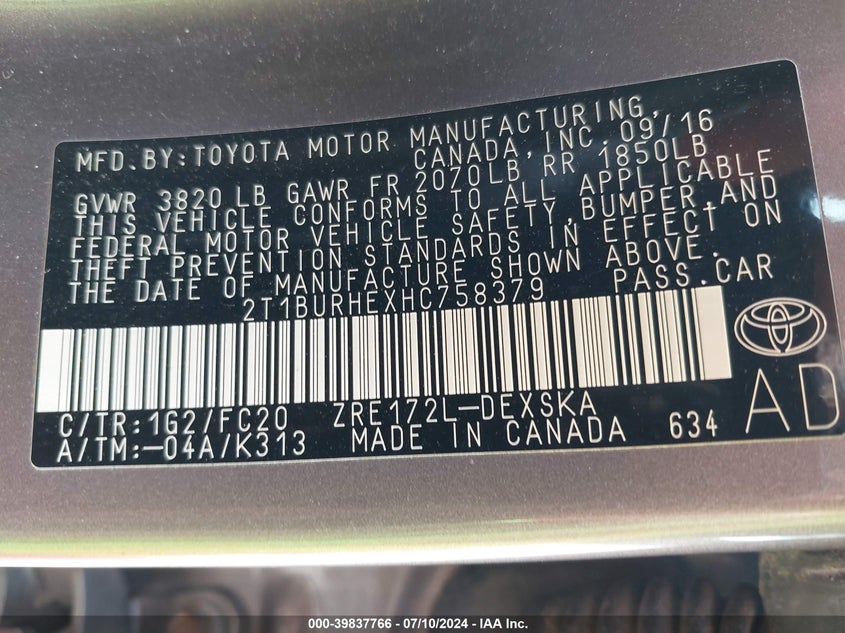 MFD.BY:TOYOTA MOTOR MANUFACTURING,
CANADA,INC.09/16
GVWR 3820 LB GAWR FR 2070LB RR 1850LB
THIS VEHICLE CONFORMS TO ALL APPLICABLE
FEDERAL MOTOR VEHICLE SAFETY,BUMPER,AND
THEFT PREVENTION STANDARDS IN EFFECT ON
THE DATE OF MANUFACTURE SHOWN ABOVE.
2T1BURHEXHC758379 PASS.CAR
C/TR:1G2/FC20 ZRE172L-DEXSKA
A/TM:-04A/K313 MADE IN CANADA 634
AD
000-39837766 - 07/10/2024 - IAA Inc.